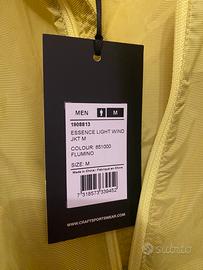 MEN M
1908813
ESSENCE LIGHT WIND
JKT M
COLOUR: 851000
FLUMINO
SIZE: M
Made in China / Fabriqué en Chine
7 318573 339452
WWW.CRAFTSPORTSWEAR.COM
subito